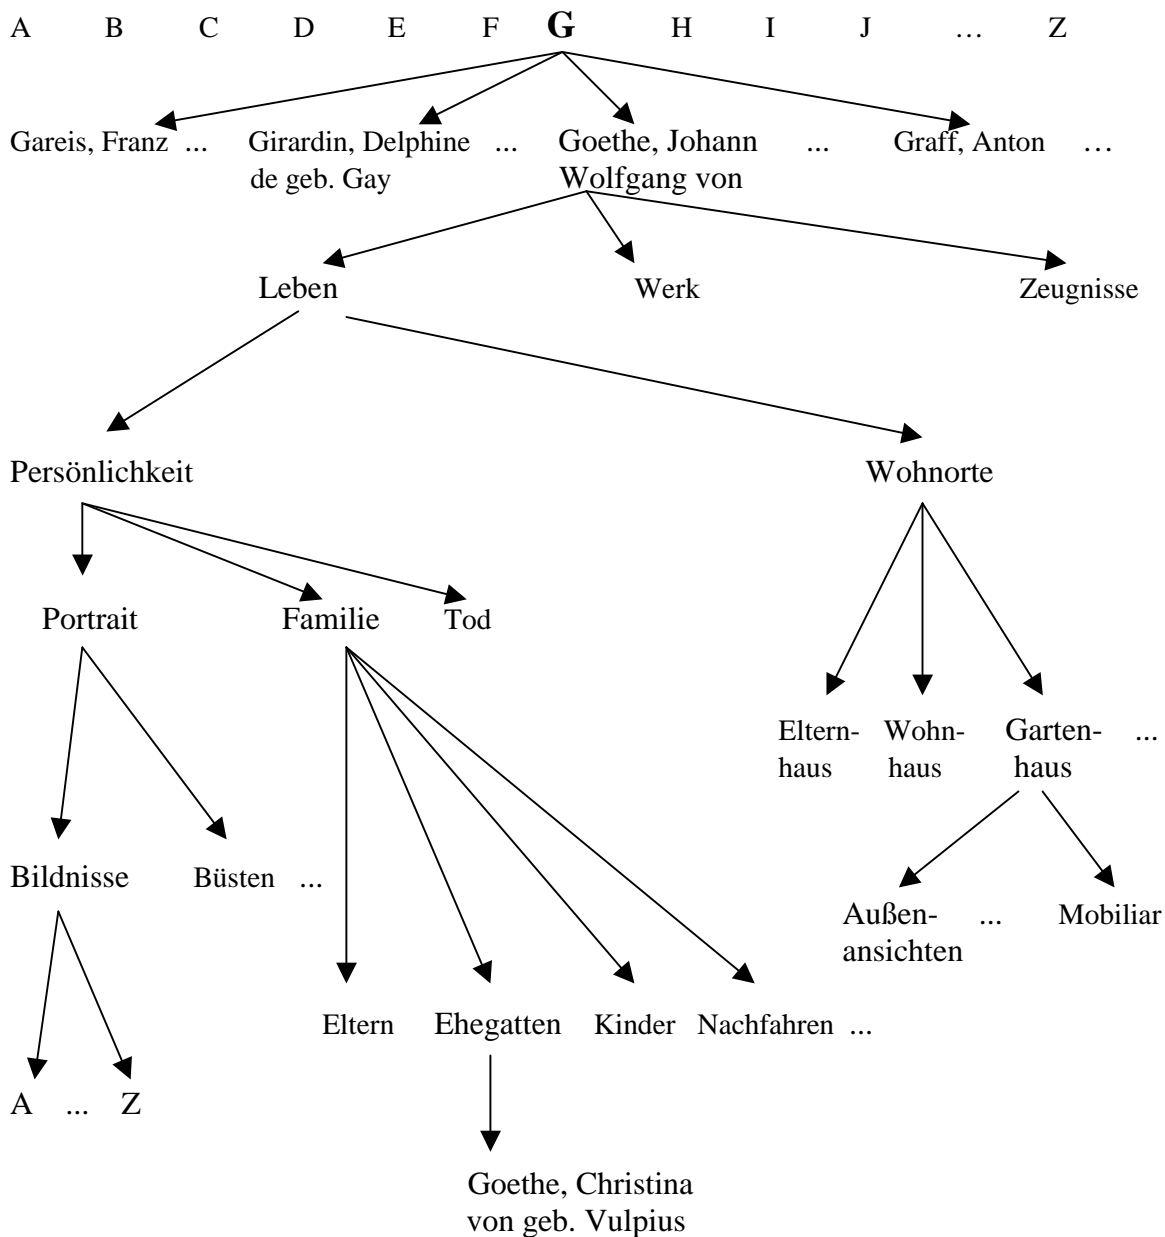 A B C D E F G H I J … Z
Gareis, Franz ... Girardin, Delphine ... Goethe, Johann ... Graff, Anton …
de geb. Gay Wolfgang von
Leben Werk Zeugnisse
Persönlichkeit Wohnorte
Portrait Familie Tod
Eltern- Wohn- Garten- ...
haus haus haus
Bildnisse Büsten ...
Außen- ... Mobiliar
ansichten
Eltern Ehegatten Kinder Nachfahren ...
A ... Z
Goethe, Christina
von geb. Vulpius